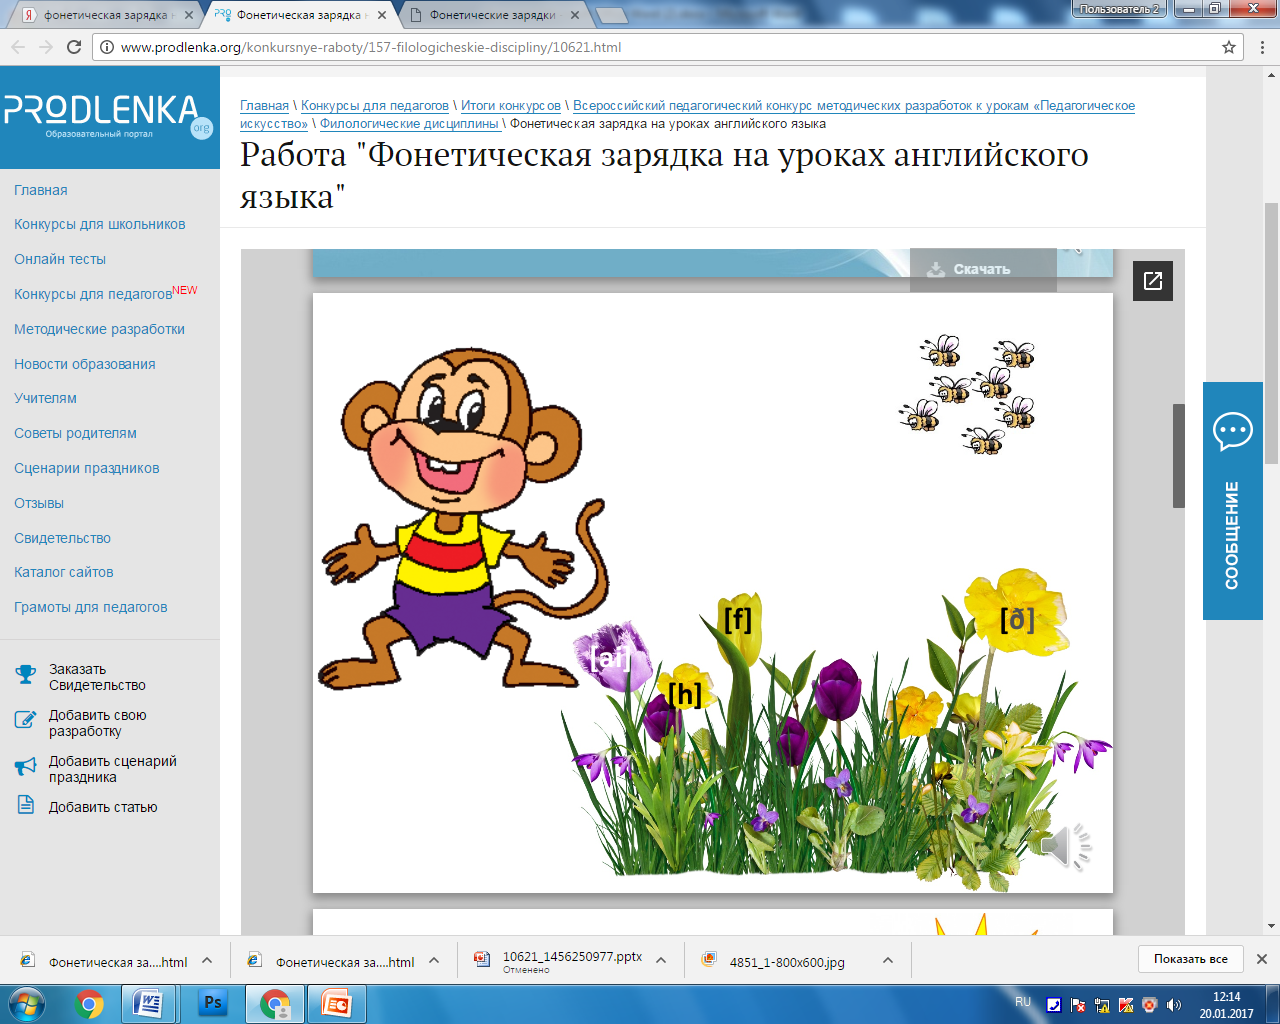 фонетическая зарядка н
Фонетическая зарядка н
Фонетические зарядки
Пользователь 2
www.prodlenka.org/konkursnye-raboty/157-filologicheskie-discipliny/10621.html
PRODLENKA
org
Образовательный портал
Главная
Конкурсы для школьников
Онлайн тесты
Конкурсы для педагогов NEW
Методические разработки
Новости образования
Учителям
Советы родителям
Сценарии праздников
Отзывы
Свидетельство
Каталог сайтов
Грамоты для педагогов
Заказать
Свидетельство
Добавить свою
разработку
Добавить сценарий
праздника
Добавить статью
Главная \ Конкурсы для педагогов \ Итоги конкурсов \ Всероссийский педагогический конкурс методических разработок к урокам «Педагогическое
искусство» \ Филологические дисциплины \ Фонетическая зарядка на уроках английского языка
Работа "Фонетическая зарядка на уроках английского
языка"
Скачать
[f]
[ð]
[ai]
[h]
СООБЩЕНИЕ
Фонетическая за....html
Фонетическая за....html
10621_1456250977.pptx
Отменено
4851_1-800x600.jpg
Показать все
Ps
RU
12:14
20.01.2017